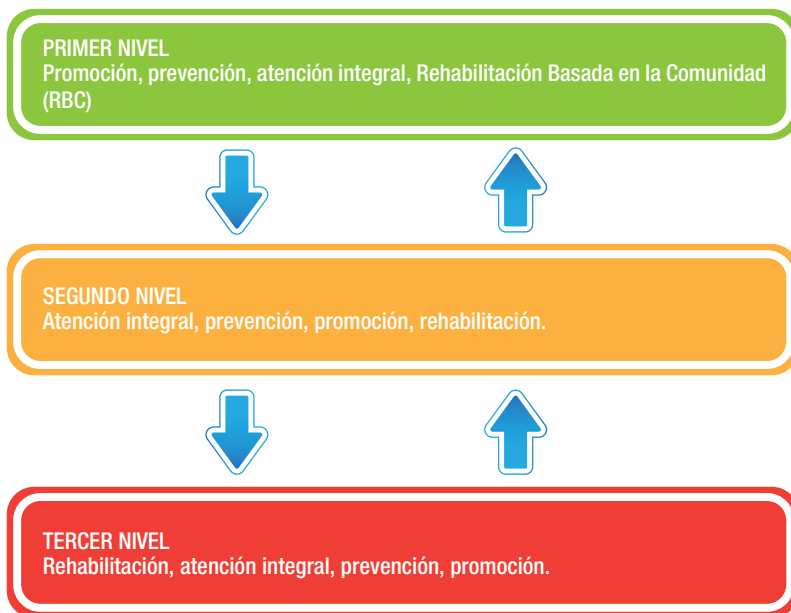 PRIMER NIVEL
Promoción, prevención, atención integral, Rehabilitación Basada en la Comunidad
(RBC)
SEGUNDO NIVEL
Atención integral, prevención, promoción, rehabilitación.
TERCER NIVEL
Rehabilitación, atención integral, prevención, promoción.